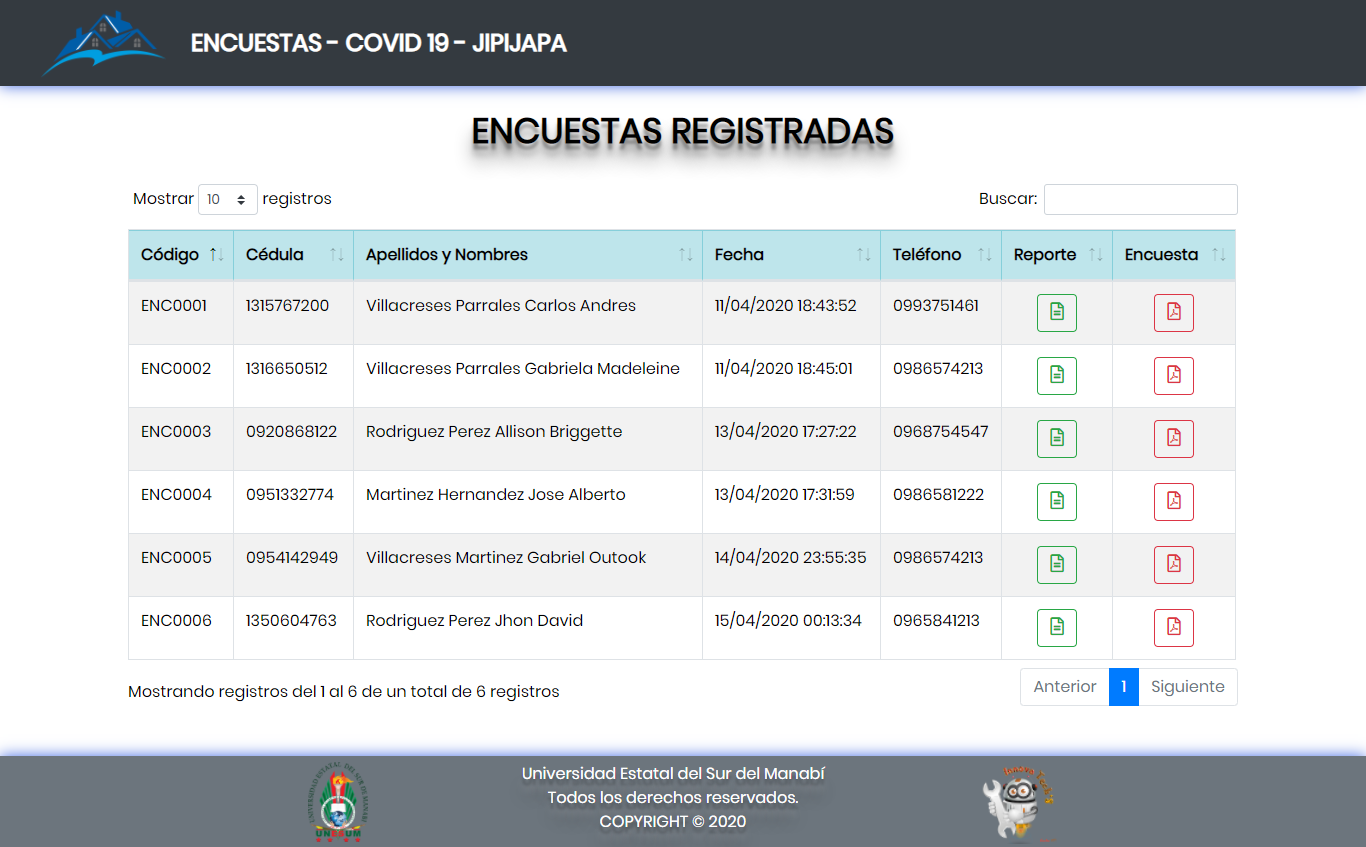 ENCUESTAS - COVID 19 - JIPIJAPA
ENCUESTAS REGISTRADAS
Mostrar 10 registros Buscar:
Código Cédula Apellidos y Nombres Fecha Teléfono Reporte Encuesta
ENC0001 1315767200 Villacreses Parrales Carlos Andres 11/04/2020 18:43:52 0993751461
ENC0002 1316650512 Villacreses Parrales Gabriela Madeleine 11/04/2020 18:45:01 0986574213
ENC0003 0920868122 Rodriguez Perez Allison Briggette 13/04/2020 17:27:22 0968754547
ENC0004 0951332774 Martinez Hernandez Jose Alberto 13/04/2020 17:31:59 0986581222
ENC0005 0954142949 Villacreses Martinez Gabriel Outook 14/04/2020 23:55:35 0986574213
ENC0006 1350604763 Rodriguez Perez Jhon David 15/04/2020 00:13:34 0965841213
Mostrando registros del 1 al 6 de un total de 6 registros Anterior 1 Siguiente
Universidad Estatal del Sur del Manabí
Todos los derechos reservados.
COPYRIGHT © 2020